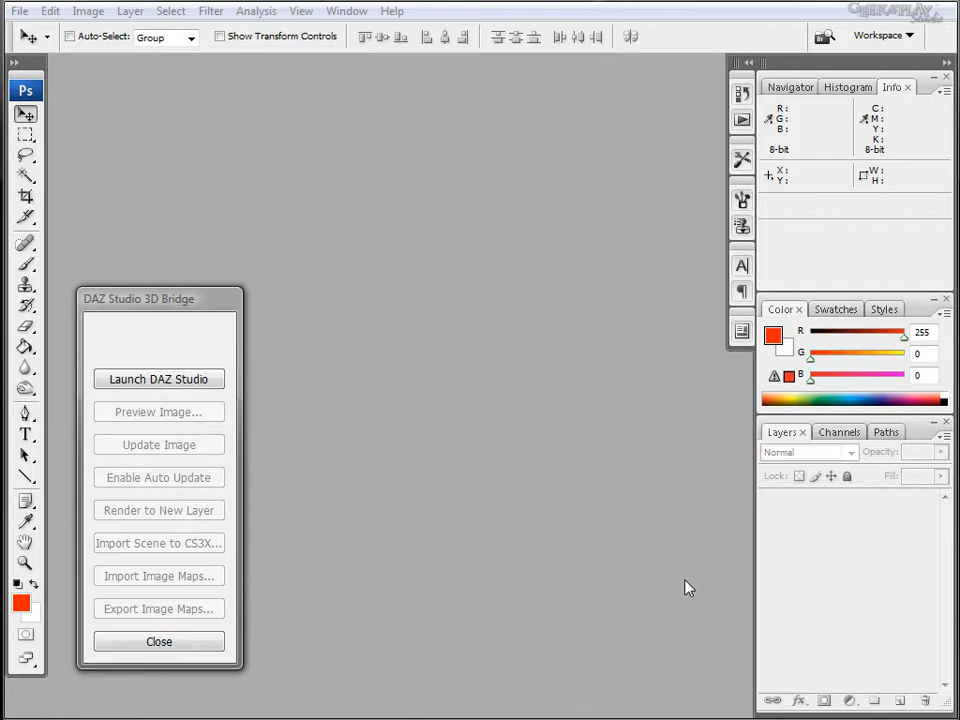 File Edit Image Layer Select Filter Analysis View Window Help
GEEKATPLAY
Studio
Auto-Select: Group Show Transform Controls Workspace
Ps
Navigator Histogram Info
R: C:
G: M:
B: Y:
K:
8-bit 8-bit
X: W:
Y: H:
Color Swatches Styles
R 255
G 0
B 0
Layers Channels Paths
Normal Opacity:
Lock: Fill:
DAZ Studio 3D Bridge
Launch DAZ Studio
Preview Image...
Update Image
Enable Auto Update
Render to New Layer
Import Scene to CS3X...
Import Image Maps...
Export Image Maps...
Close